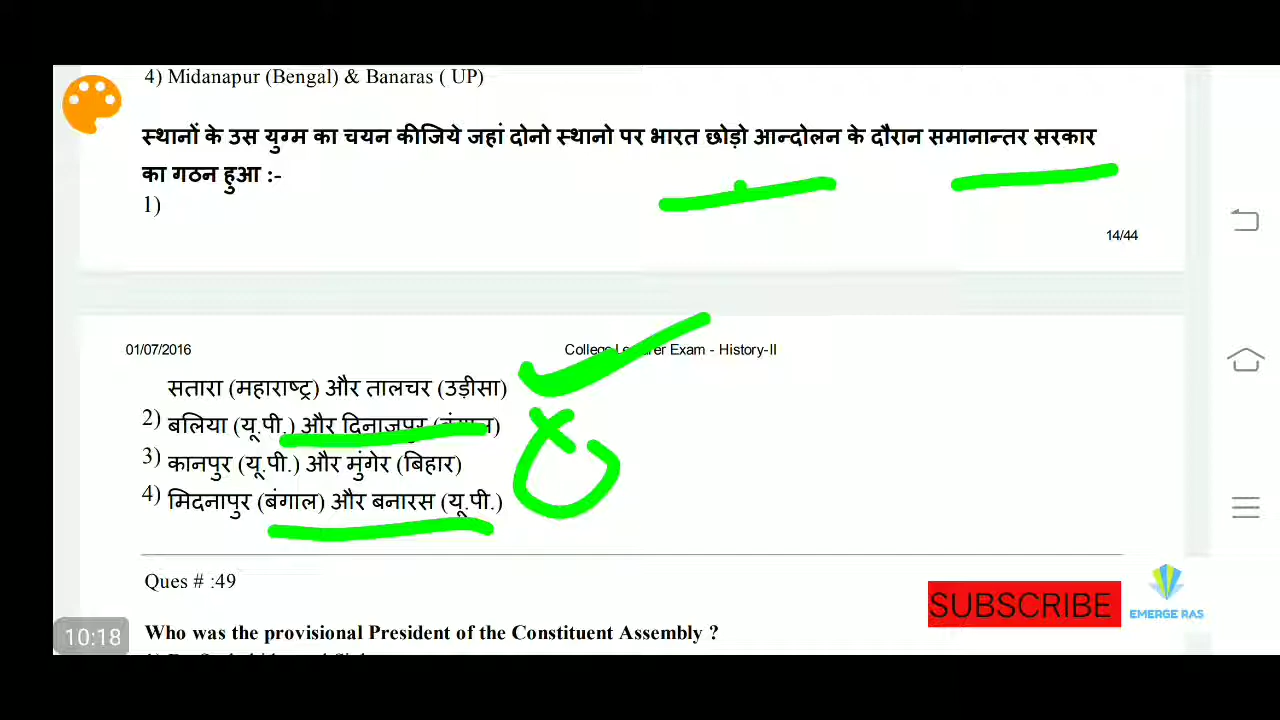 4) Midanapur (Bengal) & Banaras ( UP)
स्थानों के उस युग्म का चयन कीजिये जहां दोनो स्थानो पर भारत छोड़ो आन्दोलन के दौरान समानान्तर सरकार
का गठन हुआ :-
1)
14/44
01/07/2016
College Lecturer Exam - History-II
सतारा (महाराष्ट्र) और तालचर (उड़ीसा)
2) बलिया (यू.पी.) और दिनाजपुर (बंगाल)
3) कानपुर (यू.पी.) और मुंगेर (बिहार)
4) मिदनापुर (बंगाल) और बनारस (यू.पी.)
Ques # :49
SUBSCRIBE
EMERGE RAS
10:18
Who was the provisional President of the Constituent Assembly ?